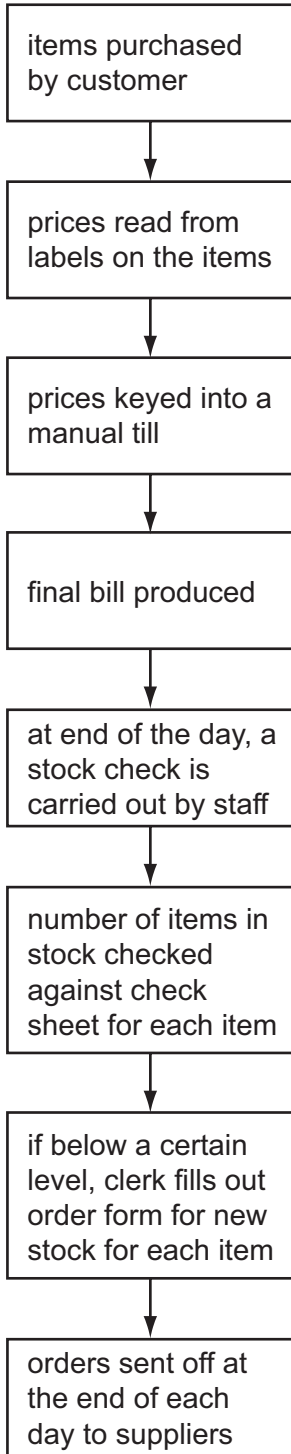 items purchased
by customer
prices read from
labels on the items
prices keyed into a
manual till
final bill produced
at end of the day, a
stock check is
carried out by staff
number of items in
stock checked
against check
sheet for each item
if below a certain
level, clerk fills out
order form for new
stock for each item
orders sent off at
the end of each
day to suppliers